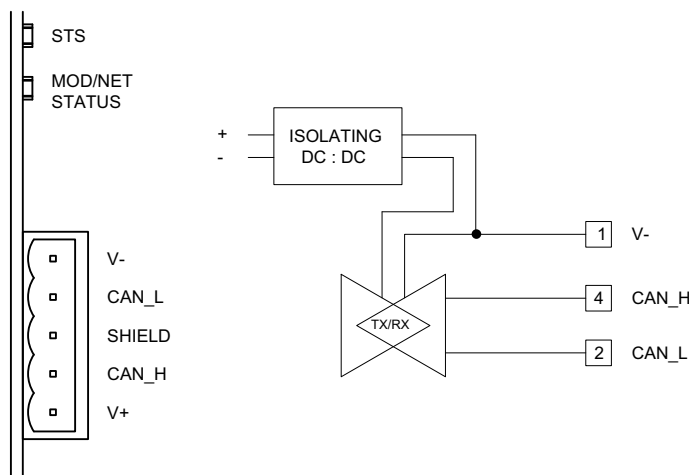 STS
MOD/NET
STATUS
+
-
ISOLATING
DC : DC
V-
CAN_L
SHIELD
CAN_H
V+
TX/RX
1 V-
4 CAN_H
2 CAN_L